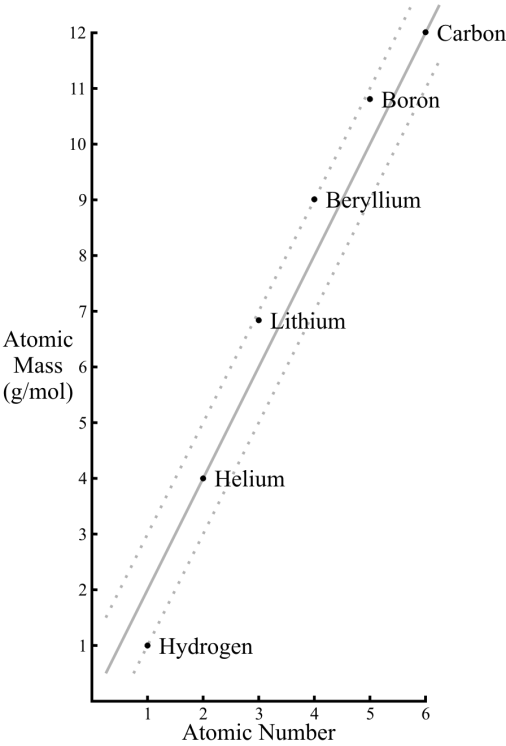 12
Carbon
11
Boron
10
9
Beryllium
8
7
Lithium
Atomic
Mass
(g/mol)
6
5
4
Helium
3
2
1
Hydrogen
1 2 3 4 5 6
Atomic Number